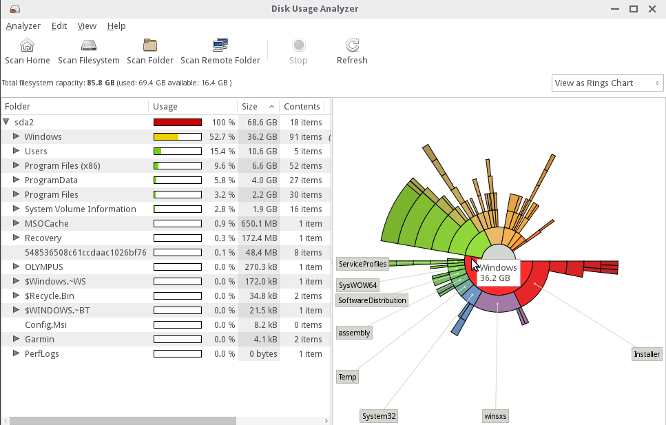 Disk Usage Analyzer
Analyzer Edit View Help
Scan Home Scan Filesystem Scan Folder Scan Remote Folder Stop Refresh
Total filesystem capacity: 85.8 GB (used: 69.4 GB available: 16.4 GB )
View as Rings Chart
Folder Usage Size Contents
sda2 100 % 68.6 GB 18 items
Windows 52.7 % 36.2 GB 91 items
Users 15.4 % 10.6 GB 5 items
Program Files (x86) 9.6 % 6.6 GB 52 items
ProgramData 5.8 % 4.0 GB 27 items
Program Files 3.2 % 2.2 GB 30 items
System Volume Information 2.8 % 1.9 GB 16 items
MSOCache 0.9 % 650.1 MB 1 item
Recovery 0.3 % 172.4 MB 1 item
548536508c61ccdaac1026bf76 0.1 % 48.4 MB 8 items
OLYMPUS 0.0 % 270.3 kB 1 item
$Windows.~WS 0.0 % 172.0 kB 1 item
$Recycle.Bin 0.0 % 34.8 kB 2 items
$WINDOWS.~BT 0.0 % 21.5 kB 1 item
Config.Msi 0.0 % 8.2 kB 0 items
Garmin 0.0 % 4.1 kB 2 items
PerfLogs 0.0 % 0 bytes 1 item
ServiceProfiles
Windows
36.2 GB
SysWOW64
SoftwareDistribution
assembly
Installer
Temp
System32
winsxs